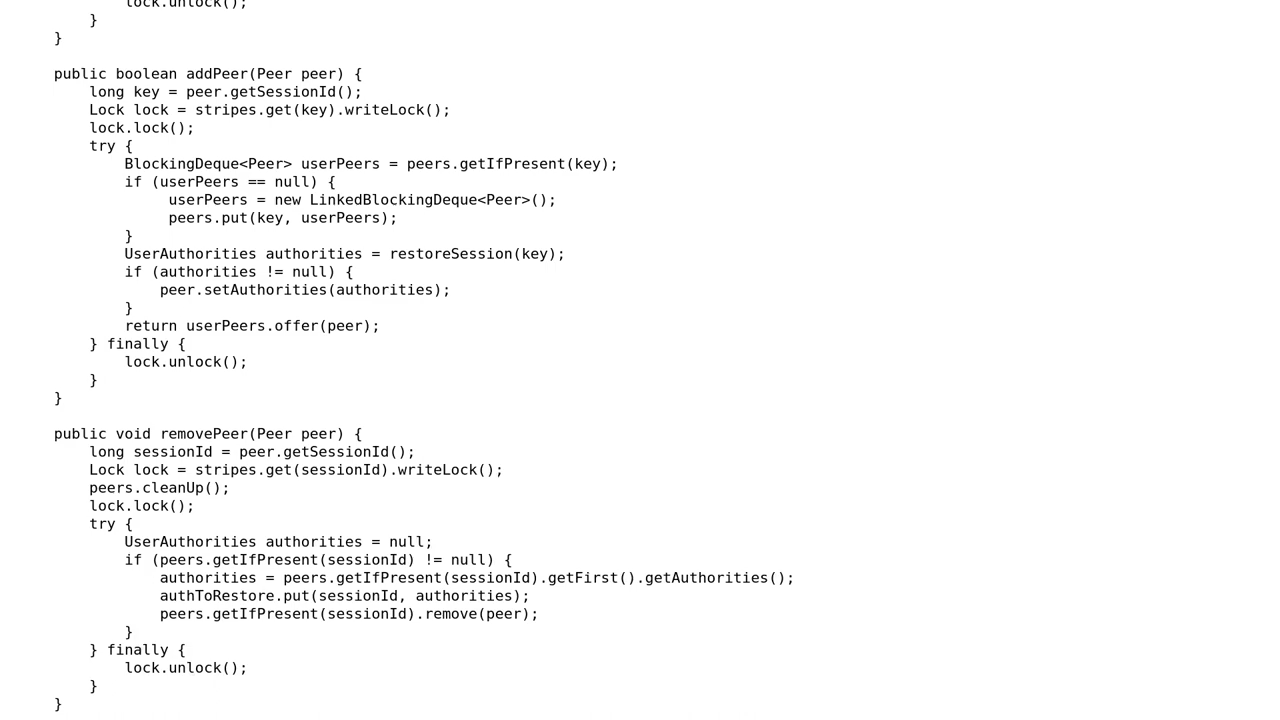 lock.unlock();
}
}
public boolean addPeer(Peer peer) {
long key = peer.getSessionId();
Lock lock = stripes.get(key).writeLock();
lock.lock();
try {
BlockingDeque<Peer> userPeers = peers.getIfPresent(key);
if (userPeers == null) {
userPeers = new LinkedBlockingDeque<Peer>();
peers.put(key, userPeers);
}
UserAuthorities authorities = restoreSession(key);
if (authorities != null) {
peer.setAuthorities(authorities);
}
return userPeers.offer(peer);
} finally {
lock.unlock();
}
}
public void removePeer(Peer peer) {
long sessionId = peer.getSessionId();
Lock lock = stripes.get(sessionId).writeLock();
peers.cleanUp();
lock.lock();
try {
UserAuthorities authorities = null;
if (peers.getIfPresent(sessionId) != null) {
authorities = peers.getIfPresent(sessionId).getFirst().getAuthorities();
authToRestore.put(sessionId, authorities);
peers.getIfPresent(sessionId).remove(peer);
}
} finally {
lock.unlock();
}
}